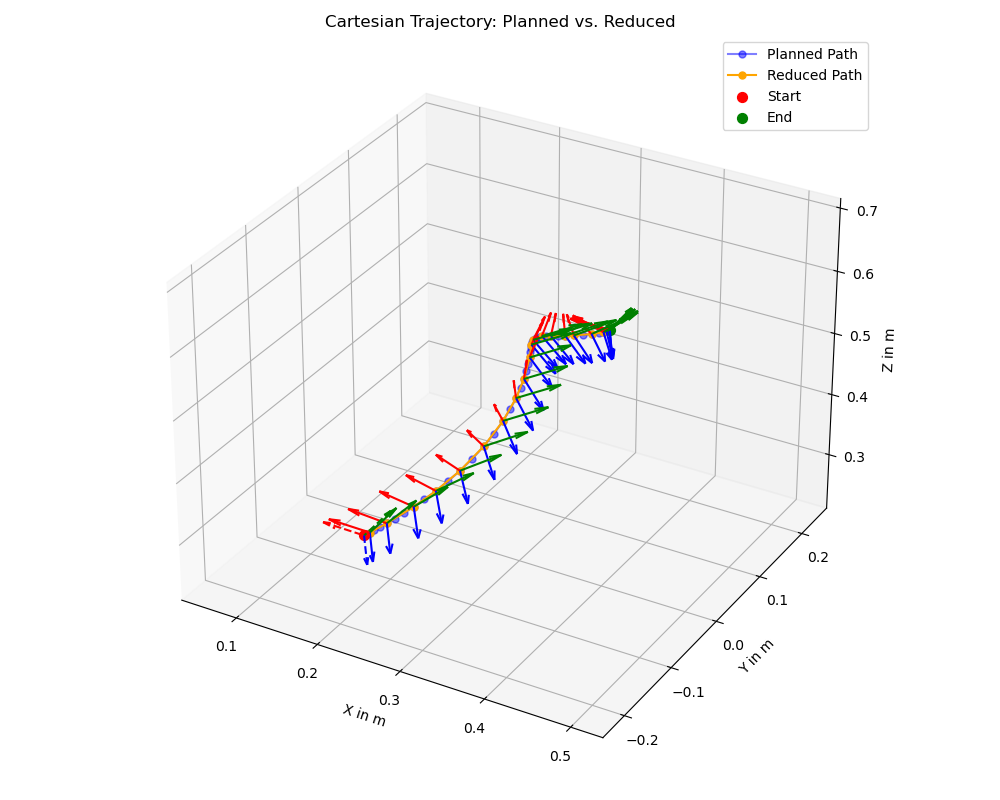 Cartesian Trajectory: Planned vs. Reduced
Planned Path
Reduced Path
Start
End
0.7
0.6
0.5
0.4
0.3
Z in m
0.2
0.1
0.0
−0.1
−0.2
Y in m
0.1
0.2
0.3
0.4
0.5
X in m